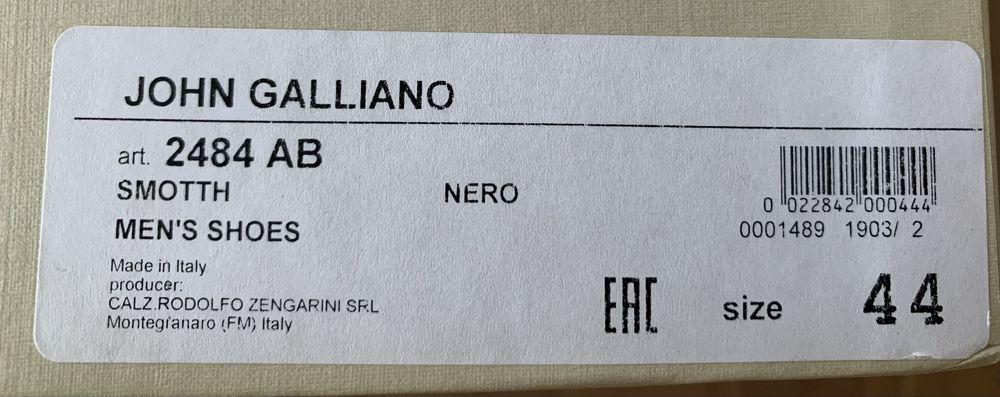 JOHN GALLIANO
art. 2484 AB
SMOTTH NERO
MEN'S SHOES
Made in Italy
producer:
CALZ.RODOLFO ZENGARINI SRL
Montegranaro (FM) Italy
0 022842 000444
0001489 1903/ 2
EAC size 44